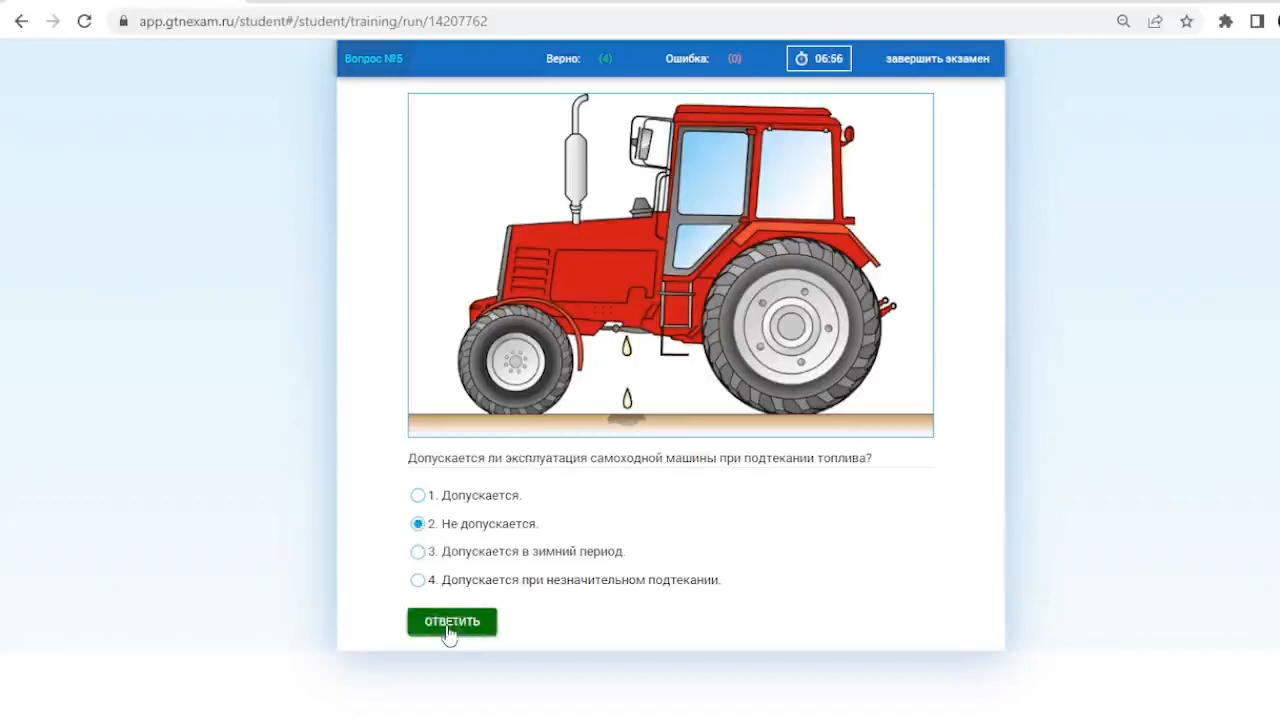 app.gtnexam.ru/student#/student/training/run/14207762
Вопрос №5 Верно: (4) Ошибка: (0) 06:56 завершить экзамен
Допускается ли эксплуатация самоходной машины при подтекании топлива?
1. Допускается.
2. Не допускается.
3. Допускается в зимний период.
4. Допускается при незначительном подтекании.
ОТВЕТИТЬ